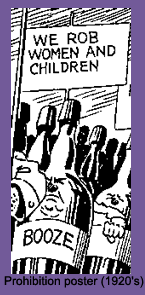 WE ROB
WOMEN AND
CHILDREN
BOOZE
Prohibition poster (1920's)